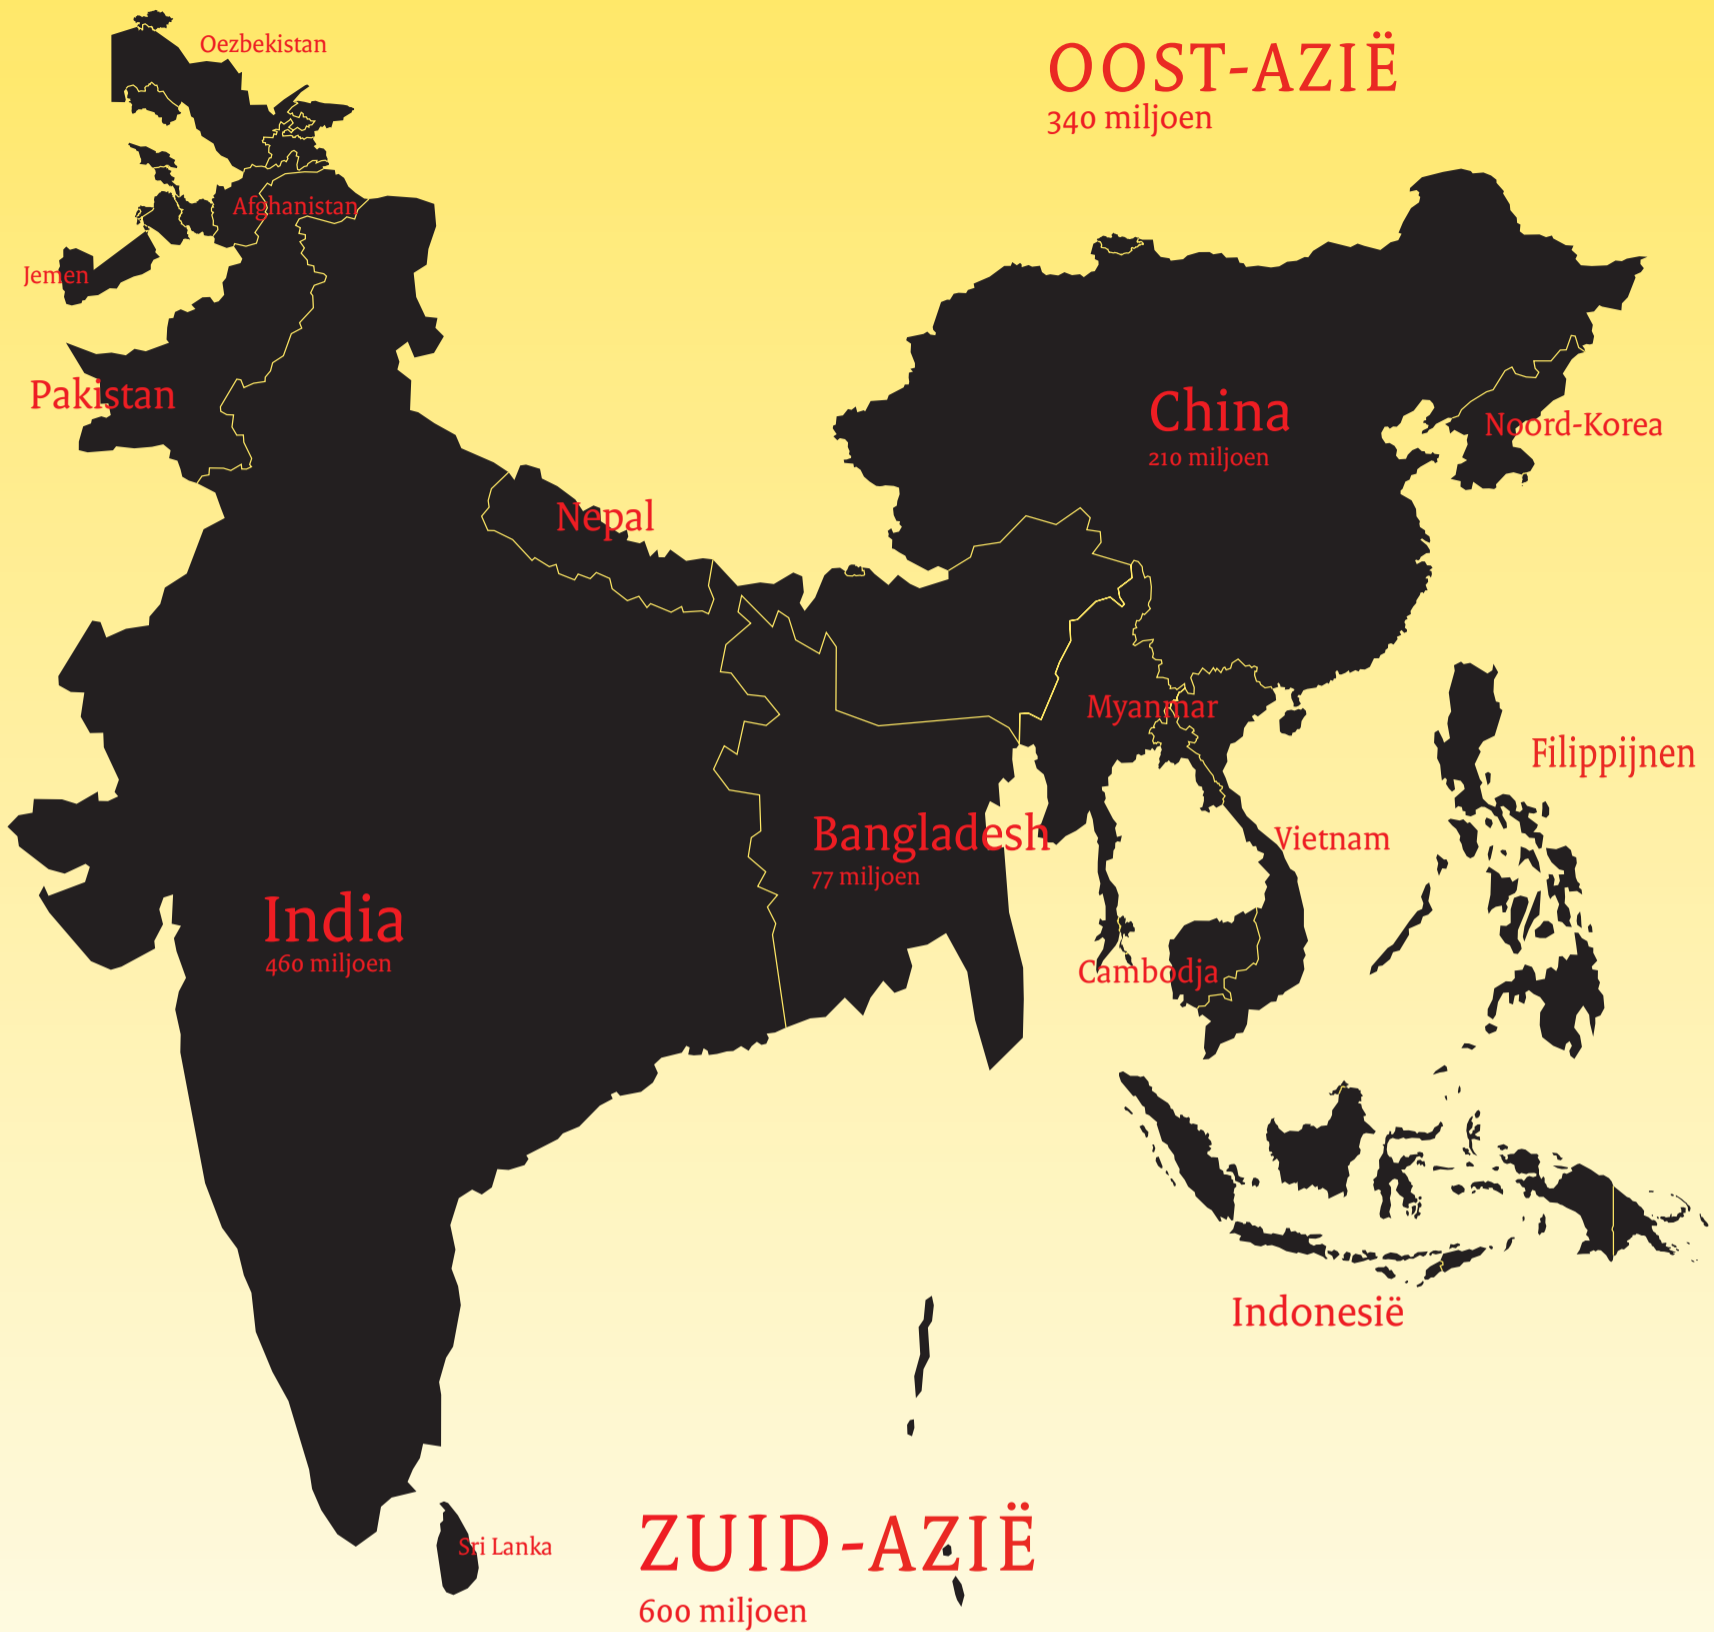 Oezbekistan
OOST-AZIË
340 miljoen
Afghanistan
Jemen
Pakistan
China
210 miljoen
Noord-Korea
Nepal
Myanmar
Filippijnen
Bangladesh
77 miljoen
Vietnam
India
460 miljoen
Cambodja
Indonesië
Sri Lanka
ZUID-AZIË
600 miljoen